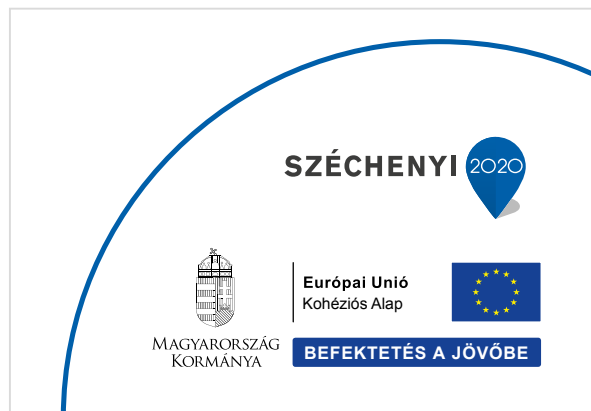 SZÉCHENYI 2020
Európai Unió
Kohéziós Alap
MAGYARORSZÁG
KORMÁNYA
BEFEKTETÉS A JÖVŐBE